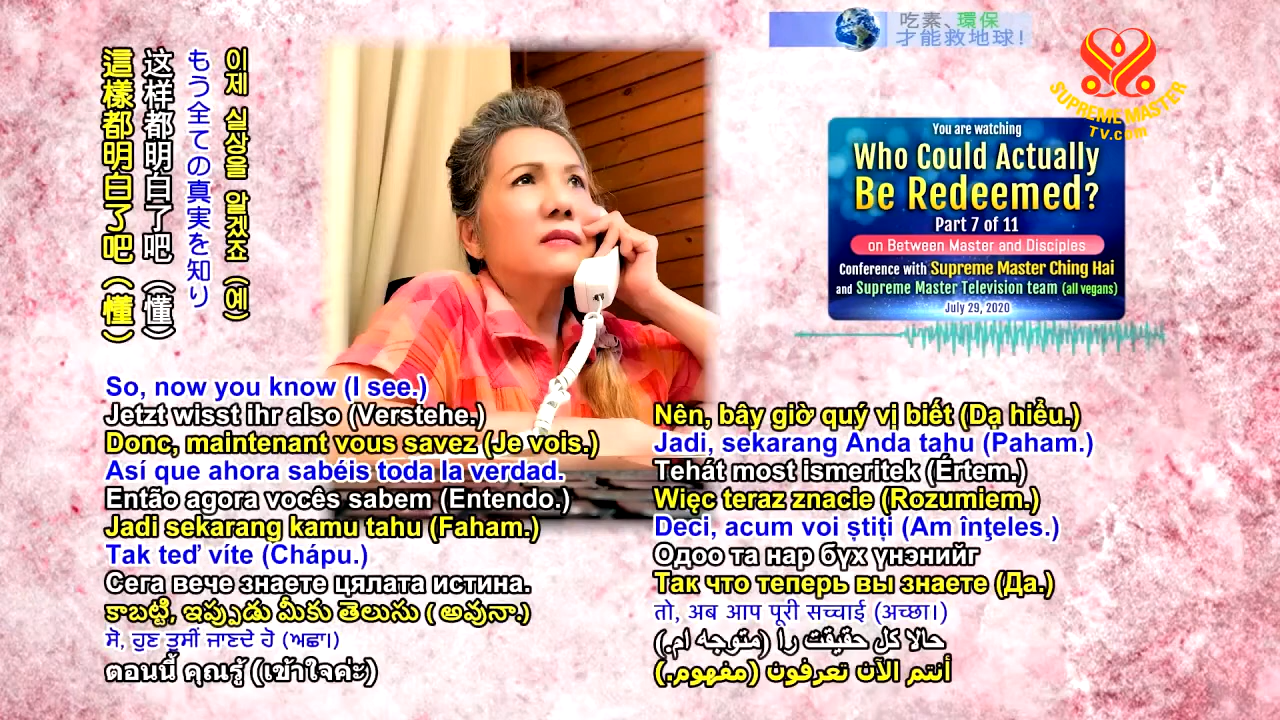 吃素、環保
才能救地球!
SUPREME MASTER
TV.com
You are watching
Who Could Actually
Be Redeemed?
Part 7 of 11
on Between Master and Disciples
Conference with Supreme Master Ching Hai
and Supreme Master Television team (all vegans)
July 29, 2020
이제 실상을 알겠죠 (예)
もう全ての真実を知り
这样都明白了吧（懂）
這樣都明白了吧（懂）
So, now you know (I see.)
Jetzt wisst ihr also (Verstehe.)
Donc, maintenant vous savez (Je vois.)
Así que ahora sabéis toda la verdad.
Então agora vocês sabem (Entendo.)
Jadi sekarang kamu tahu (Faham.)
Tak teď víte (Chápu.)
Сега вече знаете цялата истина.
కాబట్టి, ఇప్పుడు మీకు తెలుసు ( అవునా.)
ਸੋ, ਹੁਣ ਤੁਸੀਂ ਜਾਣਦੇ ਹੋ (ਅਛਾ।)
ตอนนี้ คุณรู้ (เข้าใจค่ะ)
Nên, bây giờ quý vị biết (Dạ hiểu.)
Jadi, sekarang Anda tahu (Paham.)
Tehát most ismeritek (Értem.)
Więc teraz znacie (Rozumiem.)
Deci, acum voi știți (Am înţeles.)
Одоо та нар бүх үнэнийг
Так что теперь вы знаете (Да.)
तो, अब आप पूरी सच्चाई (अच्छा।)
حالا کل حقیقت را (متوجه ام.)
أنتم الآن تعرفون (مفهوم.)